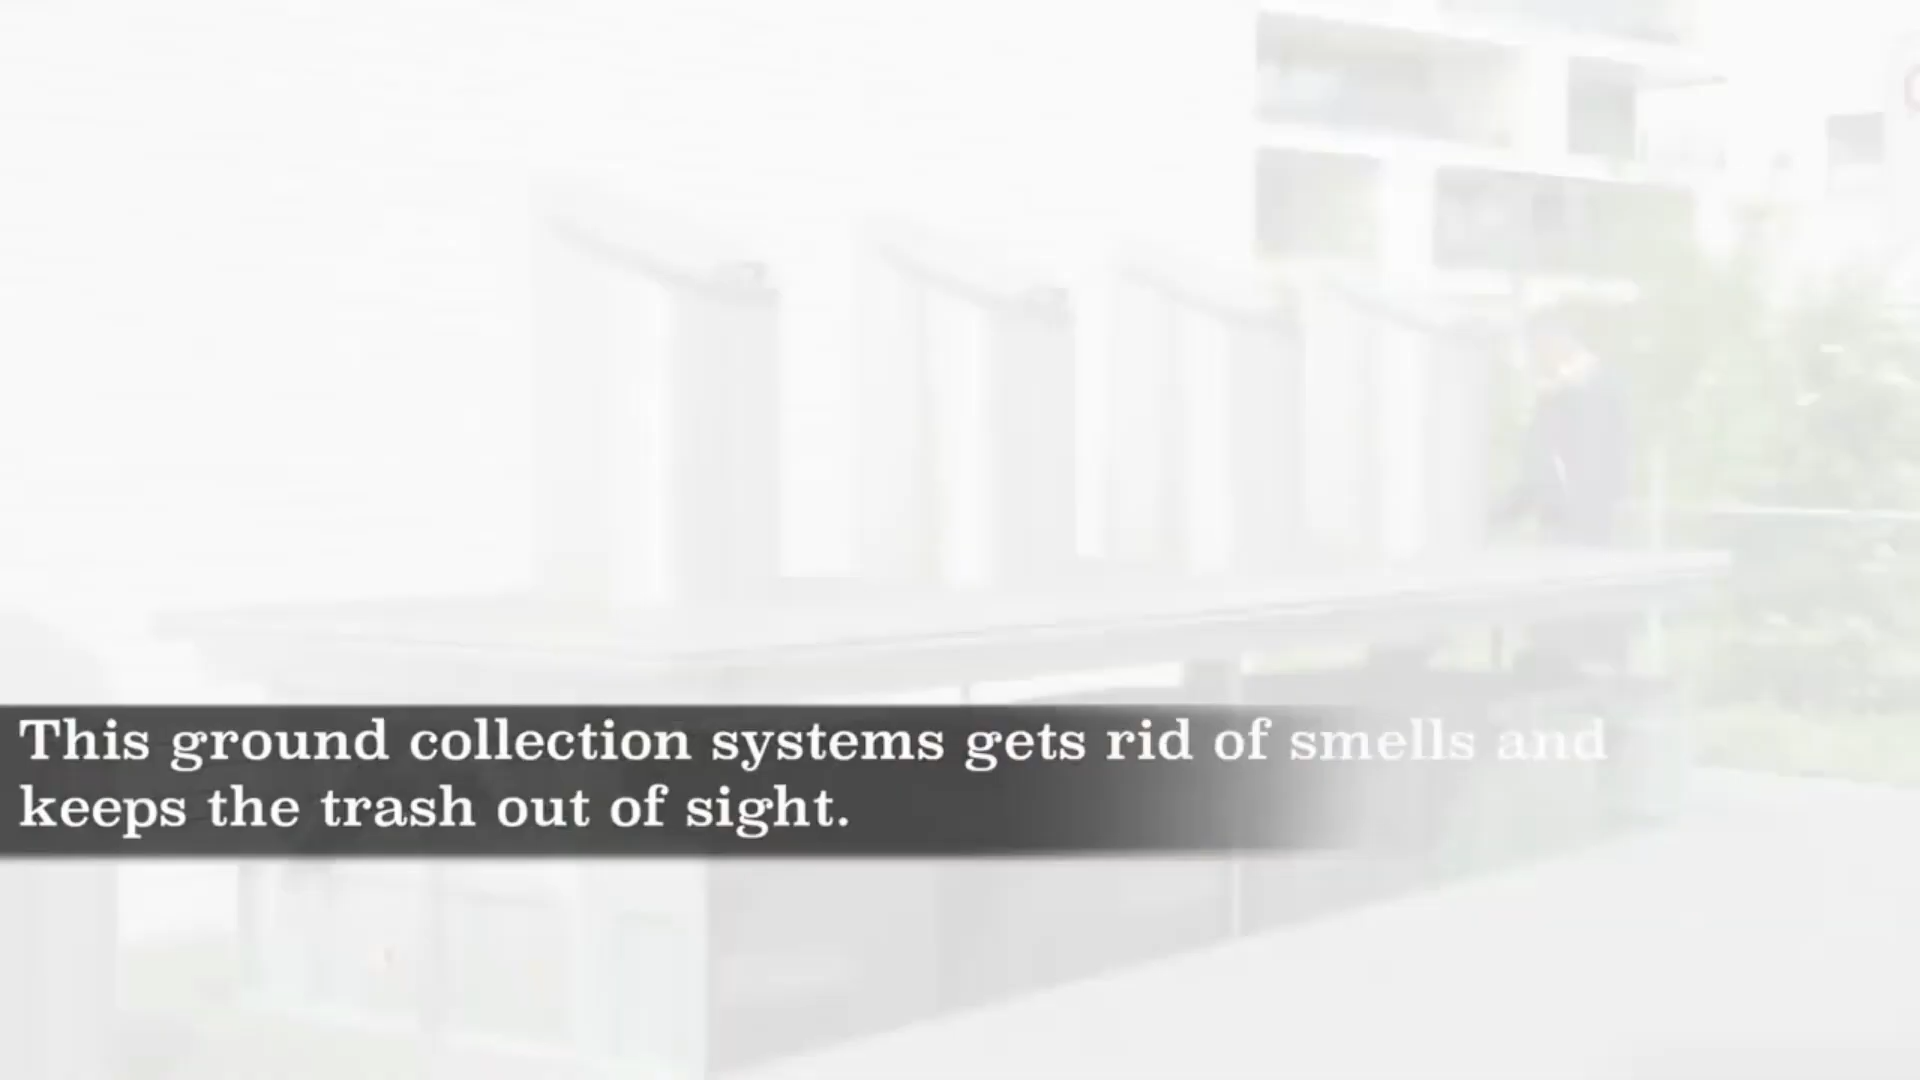 This ground collection systems gets rid of smells and
keeps the trash out of sight.